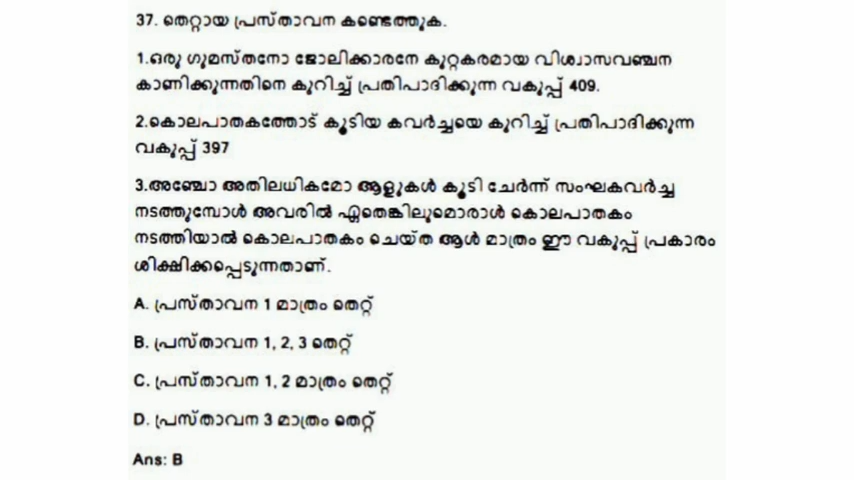 37. തെറ്റായ പ്രസ്താവന കണ്ടെത്തുക.
1.ഒരു ഗുമസ്തനോ ജോലിക്കാരനേ കുറ്റകരമായ വിശ്വാസവഞ്ചന
കാണിക്കുന്നതിനെ കുറിച്ച് പ്രതിപാദിക്കുന്ന വകുപ്പ് 409.
2.കൊലപാതകത്തോട് കൂടിയ കവർച്ചയെ കുറിച്ച് പ്രതിപാദിക്കുന്ന
വകുപ്പ് 397
3.അഞ്ചോ അതിലധികമോ ആളുകൾ കൂടി ചേർന്ന് സംഘകവർച്ച
നടത്തുമ്പോൾ അവരിൽ ഏതെങ്കിലുമൊരാൾ കൊലപാതകം
നടത്തിയാൽ കൊലപാതകം ചെയ്ത ആൾ മാത്രം ഈ വകുപ്പ് പ്രകാരം
ശിക്ഷിക്കപ്പെടുന്നതാണ്.
A. പ്രസ്താവന 1 മാത്രം തെറ്റ്
B. പ്രസ്താവന 1, 2, 3 തെറ്റ്
C. പ്രസ്താവന 1, 2 മാത്രം തെറ്റ്
D. പ്രസ്താവന 3 മാത്രം തെറ്റ്
Ans: B